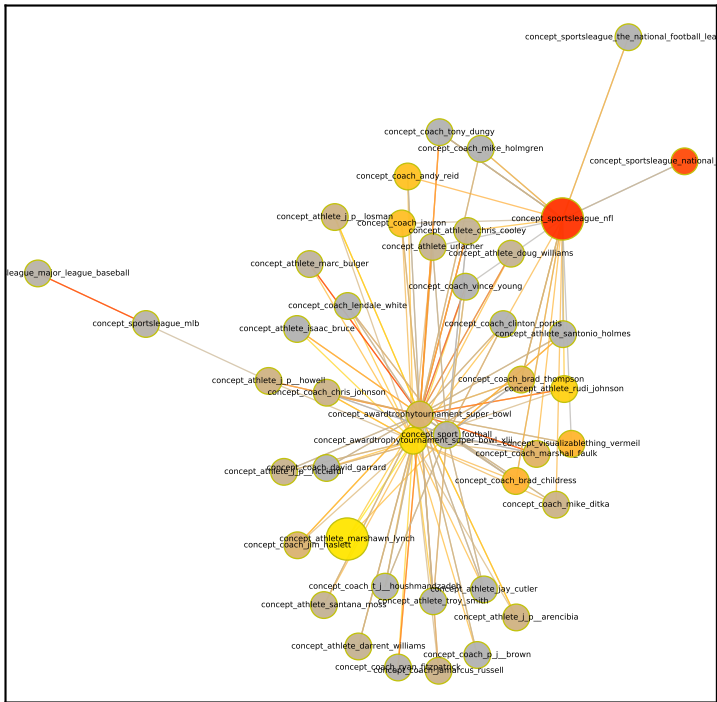 concept_sportsleague_the_national_football_lea
concept_coach_tony_dungy
concept_coach_mike_holmgren
concept_sportsleague_national_
concept_coach_andy_reid
concept_athlete_j_p__losman
concept_sportsleague_nfl
concept_coach_jauron
concept_athlete_chris_cooley
concept_athlete_urlacher
concept_athlete_doug_williams
concept_athlete_marc_bulger
league_major_league_baseball
concept_coach_vince_young
concept_coach_lendale_white
concept_sportsleague_mlb
concept_coach_clinton_portis
concept_athlete_isaac_bruce
concept_athlete_santonio_holmes
concept_athlete_j_p__howell
concept_coach_brad_thompson
concept_coach_chris_johnson
concept_athlete_rudi_johnson
concept_awardtrophytournament_super_bowl
concept_sport_football
concept_awardtrophytournament_super_bowl_xlii
concept_visualizablething_vermeil
concept_coach_marshall_faulk
concept_coach_david_garrard
concept_athlete_j_p__ricciardi
concept_coach_brad_childress
concept_coach_mike_ditka
concept_athlete_marshawn_lynch
concept_coach_jim_haslett
concept_coach_t_j__houshmandzadeh
concept_athlete_jay_cutler
concept_athlete_santana_moss
concept_athlete_troy_smith
concept_athlete_j_p__arencibia
concept_athlete_darrent_williams
concept_coach_p_j__brown
concept_coach_ryan_fitzpatrick
concept_coach_jamarcus_russell